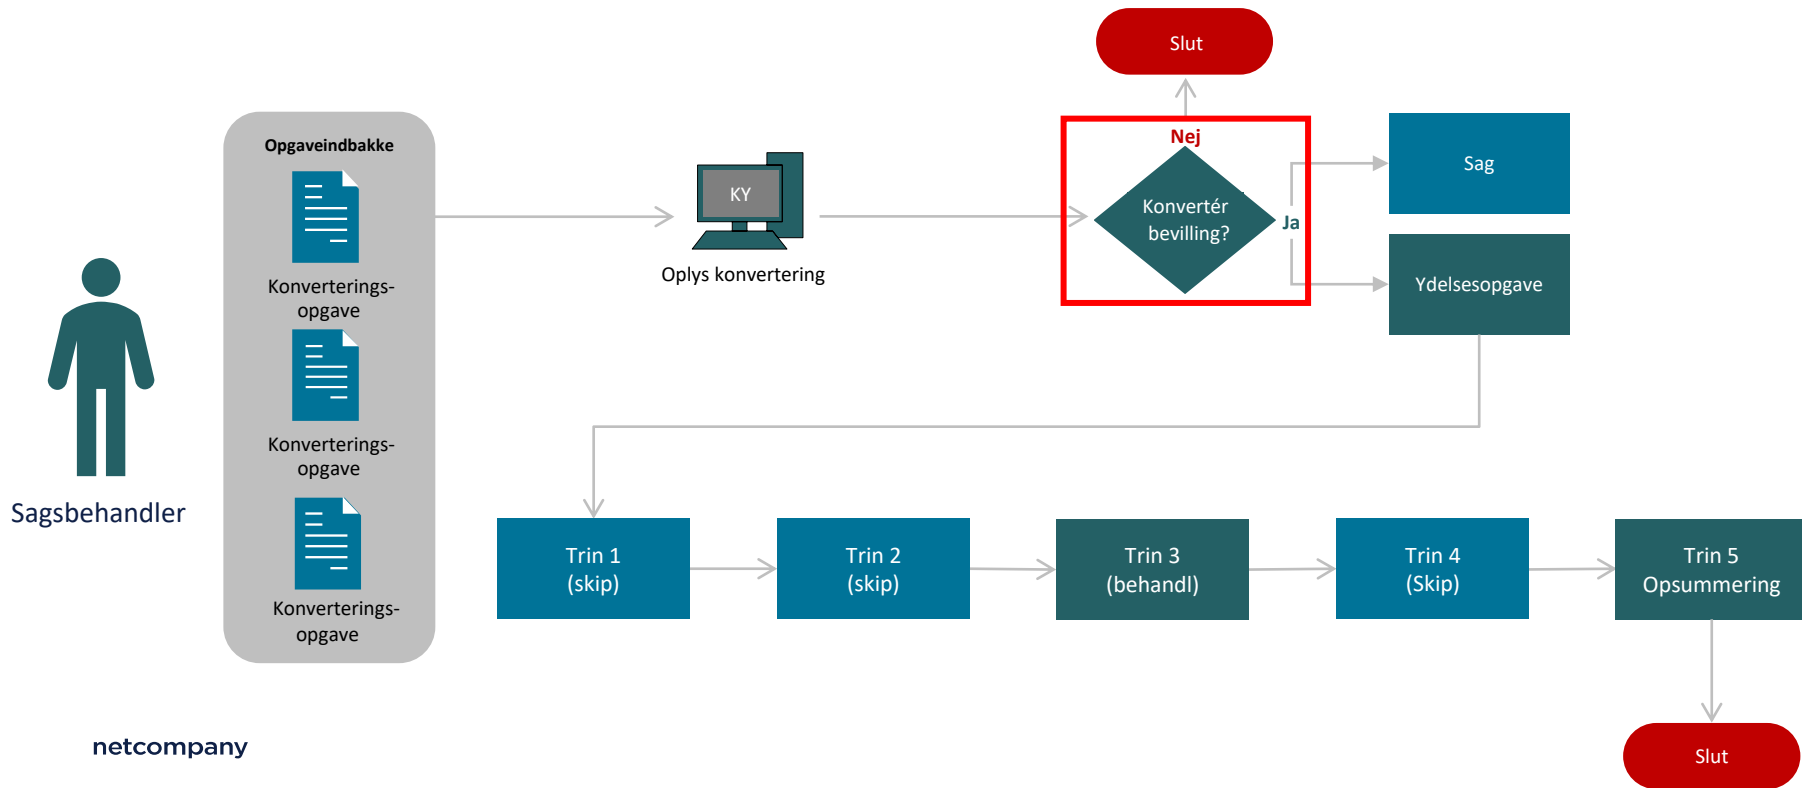 Slut
Opgaveindbakke
Nej
KY
Sag
Konvertér
bevilling?
Ja
Oplys konvertering
Ydelsesopgave
Konverterings-
opgave
Konverterings-
opgave
Sagsbehandler
Konverterings-
opgave
Trin 1
(skip)
Trin 2
(skip)
Trin 3
(behandl)
Trin 4
(Skip)
Trin 5
Opsummering
netcompany
Slut